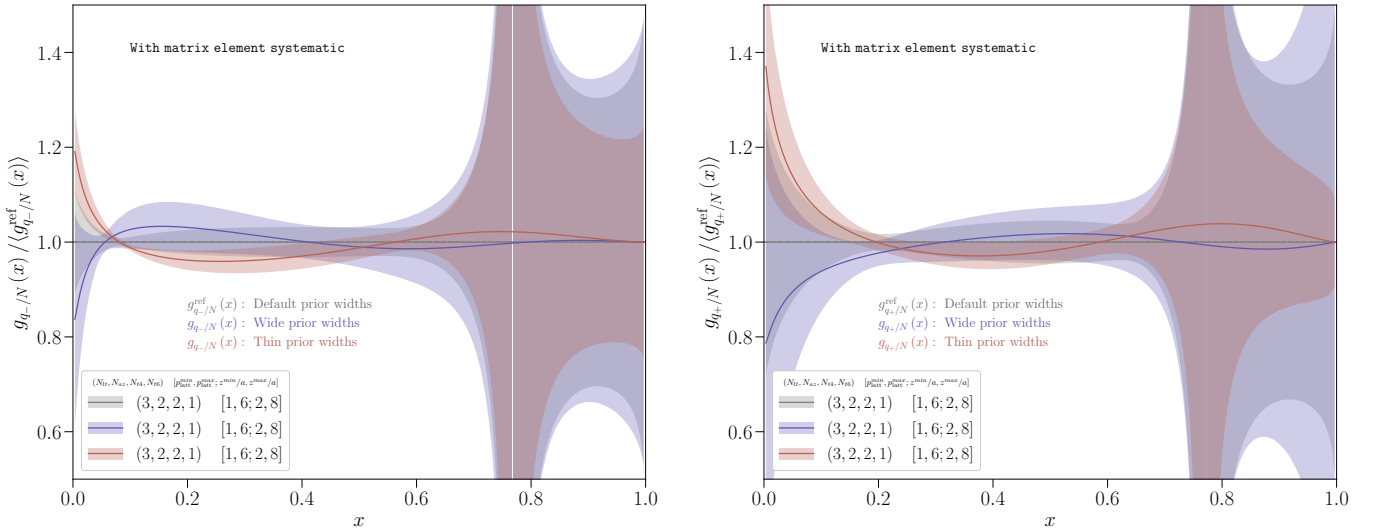 With matrix element systematic
1.4
1.2
1.0
0.8
0.6
g_{q_-/N}(x) / ⟨g^{ref}_{q_-/N}(x)⟩
g^{ref}_{q_-/N}(x) : Default prior widths
g_{q_-/N}(x) : Wide prior widths
g_{q_-/N}(x) : Thin prior widths
(N_{lt}, N_{az}, N_{t4}, N_{t6}) [p^{min}_{latt}, p^{max}_{latt}; z^{min}/a, z^{max}/a]
(3, 2, 2, 1) [1, 6; 2, 8]
(3, 2, 2, 1) [1, 6; 2, 8]
(3, 2, 2, 1) [1, 6; 2, 8]
0.0 0.2 0.4 0.6 0.8 1.0
x
With matrix element systematic
1.4
1.2
1.0
0.8
0.6
g_{q_+/N}(x) / ⟨g^{ref}_{q_+/N}(x)⟩
g^{ref}_{q_+/N}(x) : Default prior widths
g_{q_+/N}(x) : Wide prior widths
g_{q_+/N}(x) : Thin prior widths
(N_{lt}, N_{az}, N_{t4}, N_{t6}) [p^{min}_{latt}, p^{max}_{latt}; z^{min}/a, z^{max}/a]
(3, 2, 2, 1) [1, 6; 2, 8]
(3, 2, 2, 1) [1, 6; 2, 8]
(3, 2, 2, 1) [1, 6; 2, 8]
0.0 0.2 0.4 0.6 0.8 1.0
x